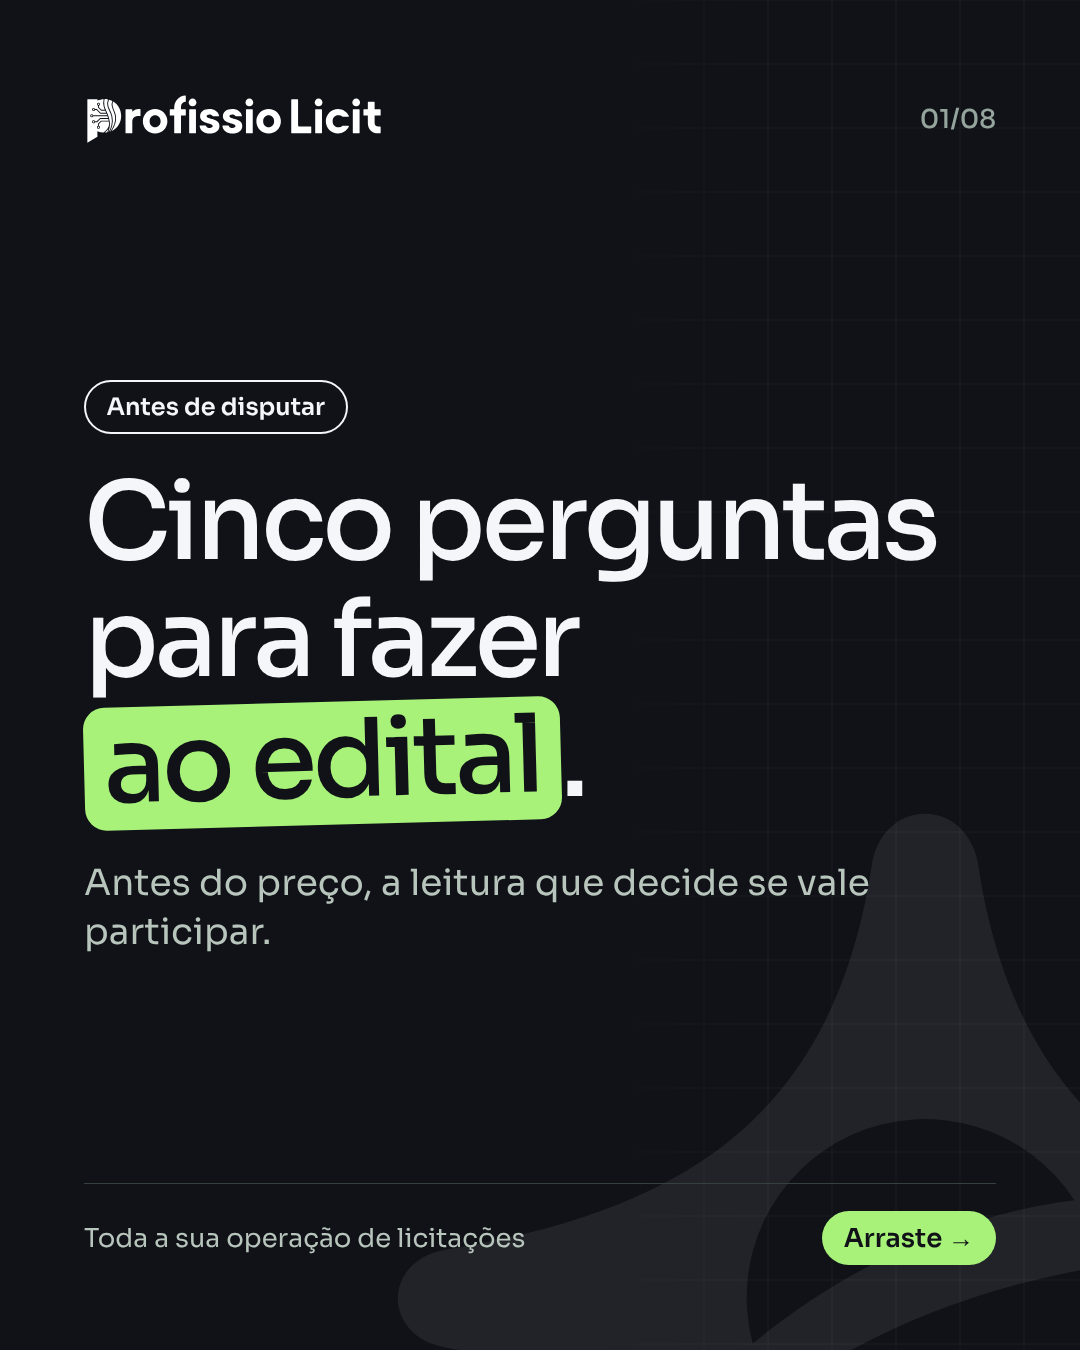 Profissio Licit
01/08
Antes de disputar
Cinco perguntas
para fazer
ao edital.
Antes do preço, a leitura que decide se vale
participar.
Toda a sua operação de licitações
Arraste →